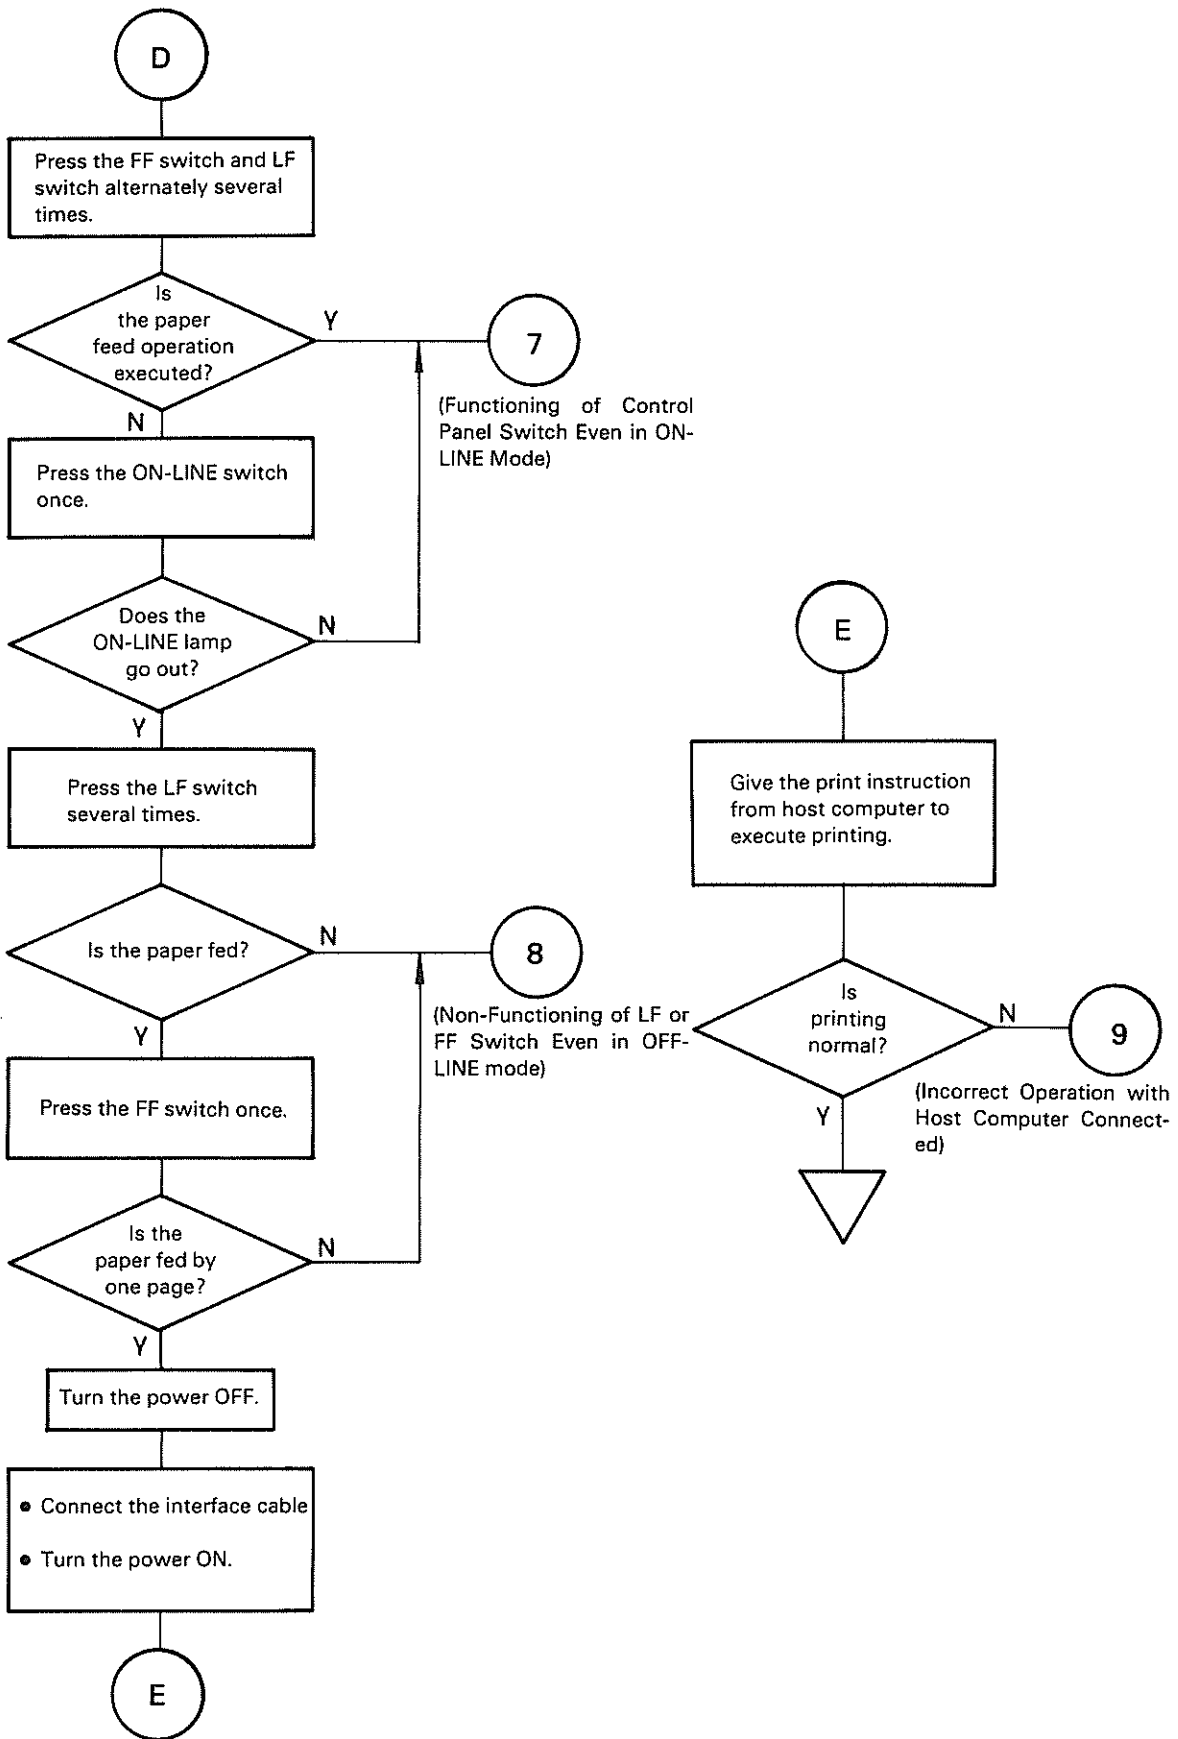 D
Press the FF switch and LF
switch alternately several
times.
Is
the paper
feed operation
executed?
Y
7
(Functioning of Control
Panel Switch Even in ON-
LINE Mode)
N
Press the ON-LINE switch
once.
Does the
ON-LINE lamp
go out?
N
Y
Press the LF switch
several times.
Is the paper fed?
N
8
(Non-Functioning of LF or
FF Switch Even in OFF-
LINE mode)
Y
Press the FF switch once.
Is the
paper fed by
one page?
N
Y
Turn the power OFF.
• Connect the interface cable
• Turn the power ON.
E
E
Give the print instruction
from host computer to
execute printing.
Is
printing
normal?
N
9
(Incorrect Operation with
Host Computer Connect-
ed)
Y